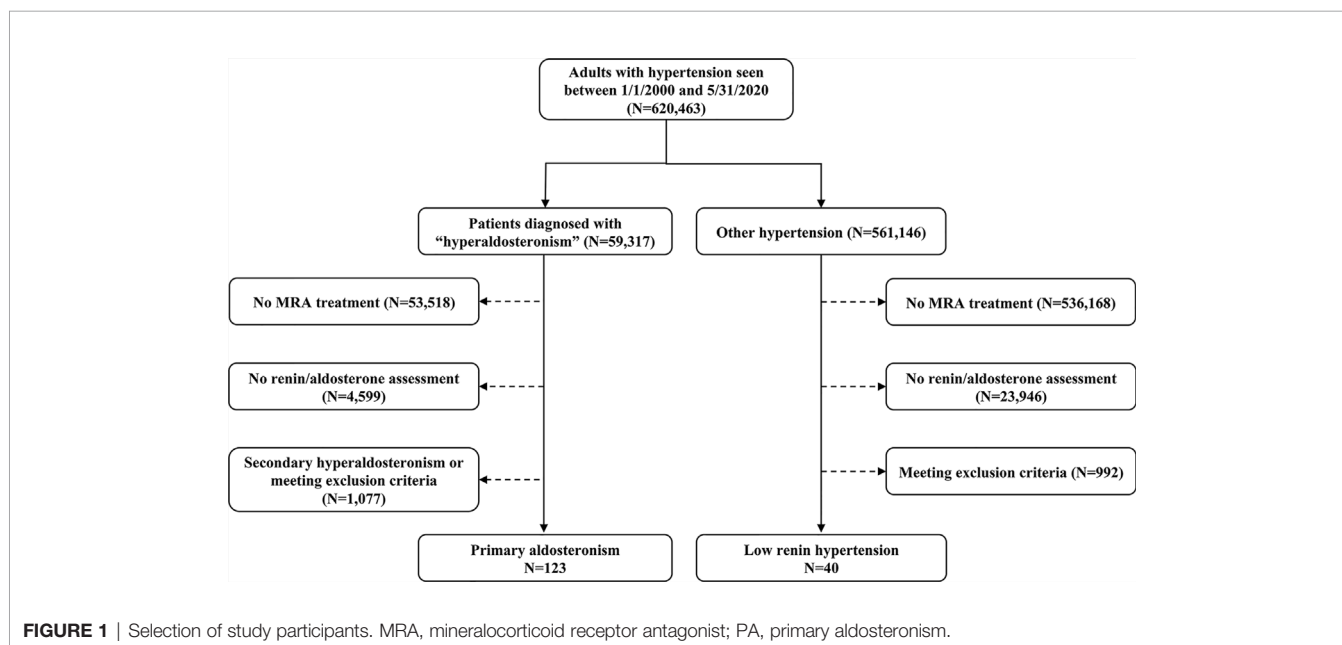 Adults with hypertension seen
between 1/1/2000 and 5/31/2020
(N=620,463)
Patients diagnosed with
“hyperaldosteronism” (N=59,317)
Other hypertension (N=561,146)
No MRA treatment (N=53,518)
No MRA treatment (N=536,168)
No renin/aldosterone assessment
(N=4,599)
No renin/aldosterone assessment
(N=23,946)
Secondary hyperaldosteronism or
meeting exclusion criteria
(N=1,077)
Meeting exclusion criteria (N=992)
Primary aldosteronism
N=123
Low renin hypertension
N=40
FIGURE 1 | Selection of study participants. MRA, mineralocorticoid receptor antagonist; PA, primary aldosteronism.